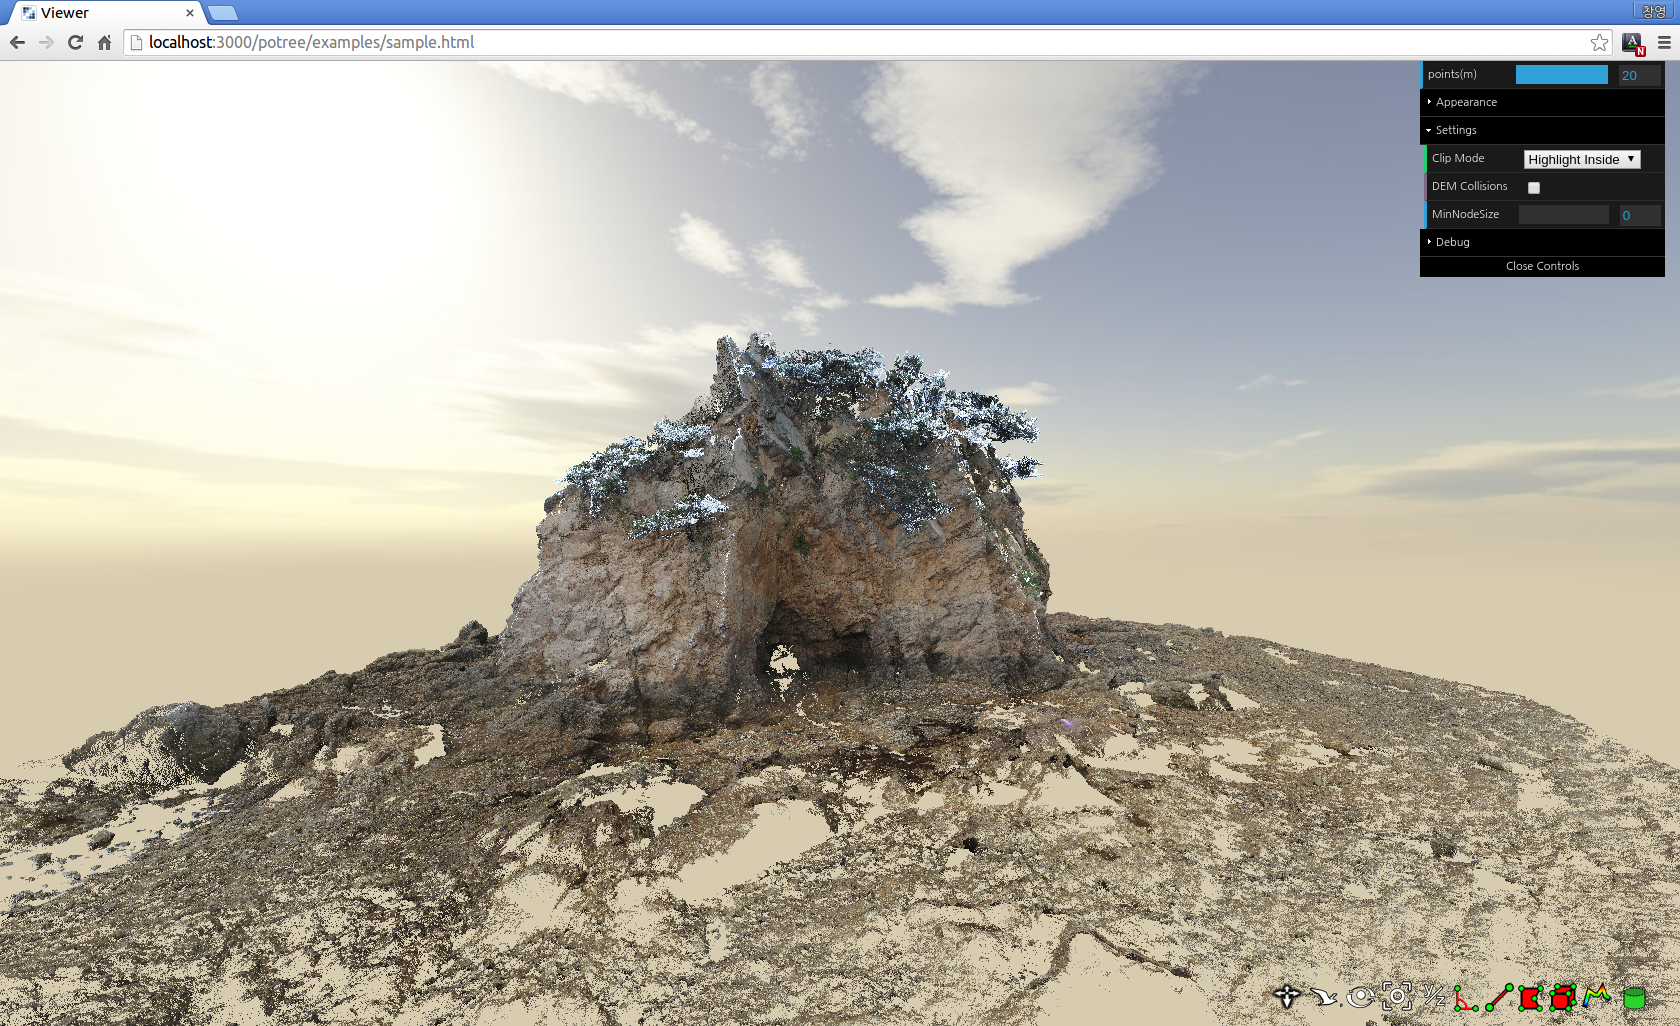 Viewer
창영
localhost:3000/potree/examples/sample.html
A
N
points(m) 20
Appearance
Settings
Clip Mode Highlight Inside
DEM Collisions
MinNodeSize 0
Debug
Close Controls
y/z